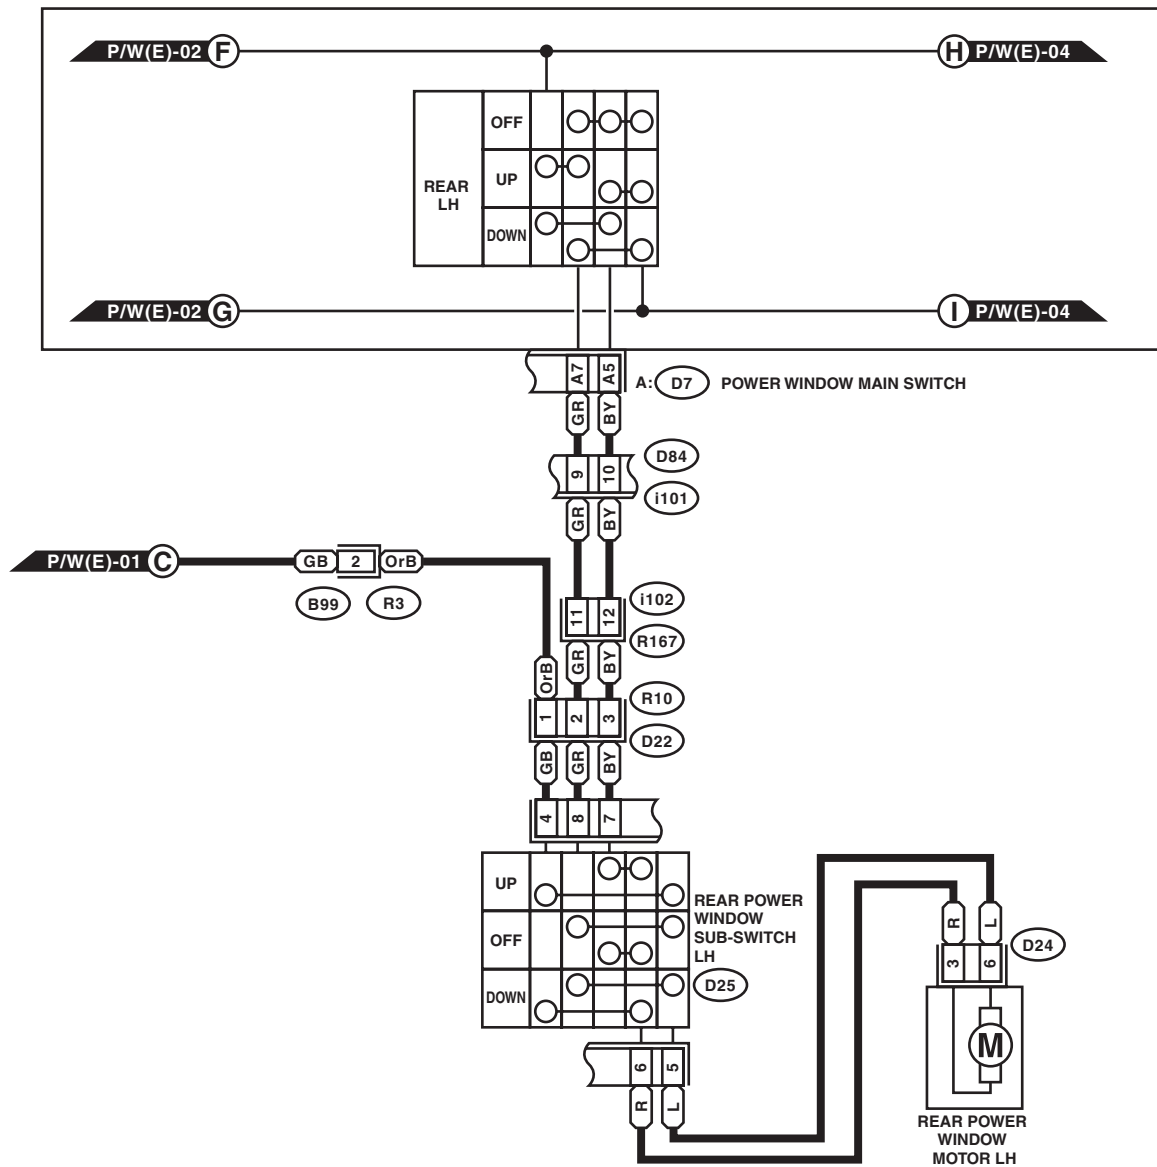 P/W(E)-02 F
H P/W(E)-04
REAR
LH
OFF
UP
DOWN
P/W(E)-02 G
I P/W(E)-04
A7 A5
A: D7 POWER WINDOW MAIN SWITCH
GR BY
9 10
D84
i101
GR BY
P/W(E)-01 C
GB 2 OrB
B99 R3
11 12
i102
R167
OrB GR BY
1 2 3
R10
D22
GB GR BY
4 8 7
UP
OFF
DOWN
REAR POWER
WINDOW
SUB-SWITCH
LH
D25
6 5
R L
R L
3 6
D24
M
REAR POWER
WINDOW
MOTOR LH